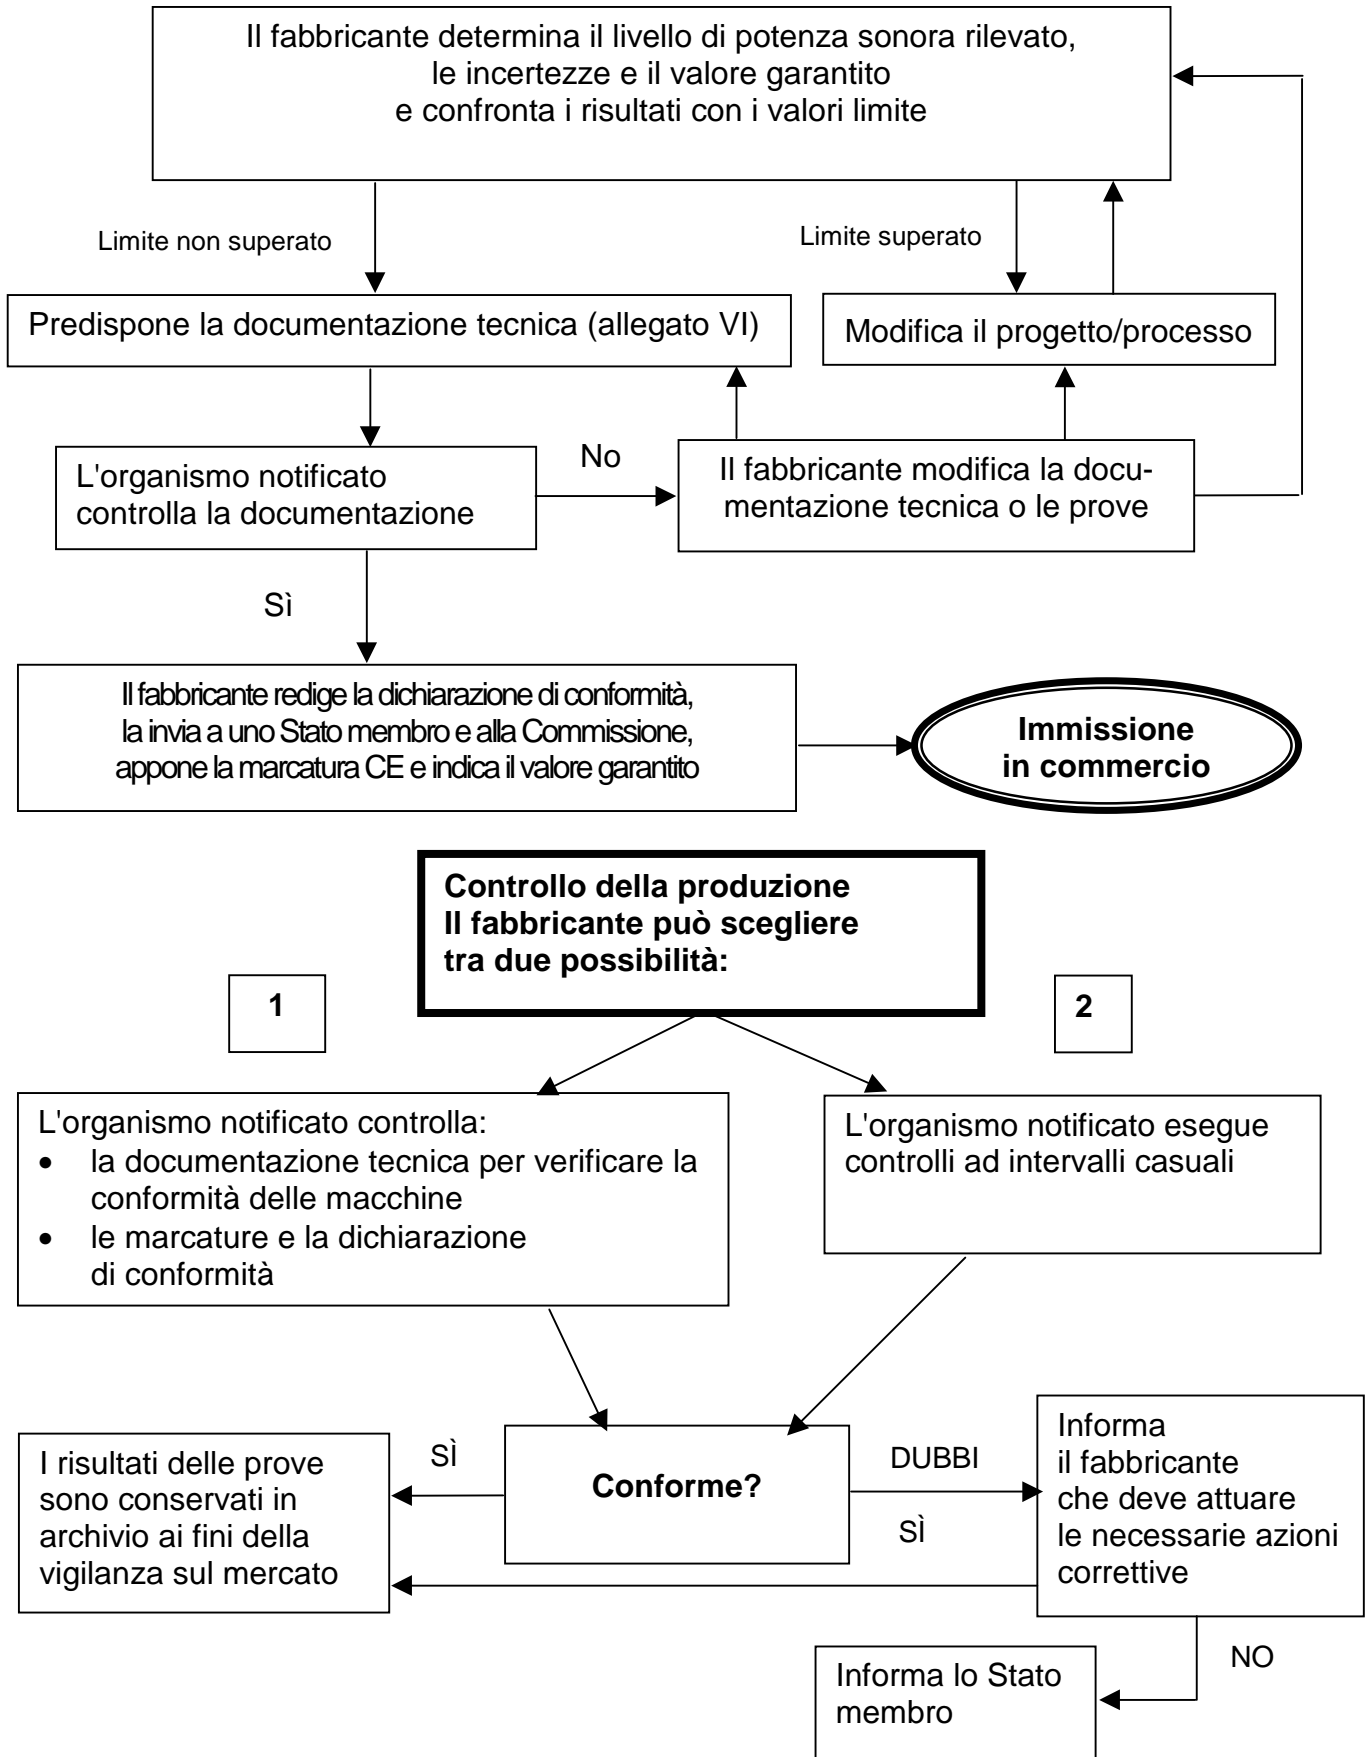 Il fabbricante determina il livello di potenza sonora rilevato,
le incertezze e il valore garantito
e confronta i risultati con i valori limite
Limite non superato
Limite superato
Predispone la documentazione tecnica (allegato VI)
Modifica il progetto/processo
L'organismo notificato
controlla la documentazione
No
Il fabbricante modifica la docu-
mentazione tecnica o le prove
Sì
Il fabbricante redige la dichiarazione di conformità,
la invia a uno Stato membro e alla Commissione,
appone la marcatura CE e indica il valore garantito
Immissione
in commercio
Controllo della produzione
Il fabbricante può scegliere
tra due possibilità:
1
2
L'organismo notificato controlla:
• la documentazione tecnica per verificare la
conformità delle macchine
• le marcature e la dichiarazione
di conformità
L'organismo notificato esegue
controlli ad intervalli casuali
I risultati delle prove
sono conservati in
archivio ai fini della
vigilanza sul mercato
SÌ
Conforme?
DUBBI
SÌ
Informa
il fabbricante
che deve attuare
le necessarie azioni
correttive
NO
Informa lo Stato
membro